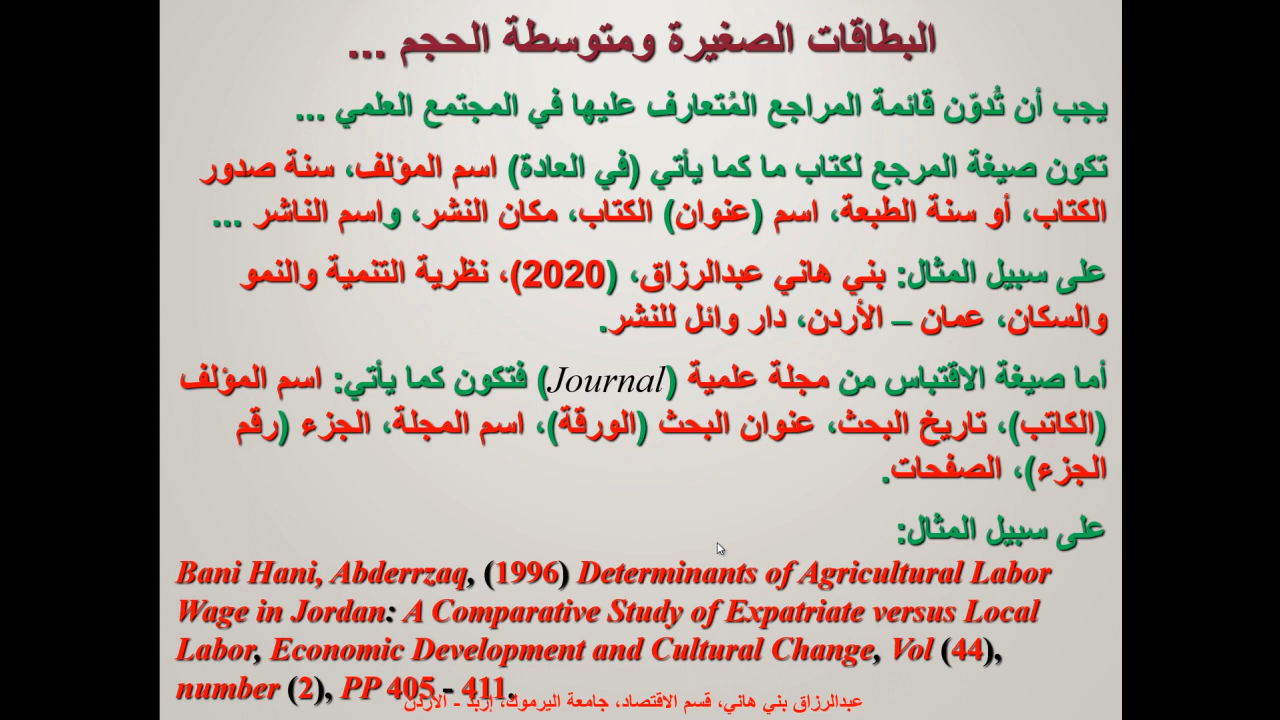 البطاقات الصغيرة ومتوسطة الحجم ...
يجب أن تُدوّن قائمة المراجع المُتعارف عليها في المجتمع العلمي ...
تكون صيغة المرجع لكتاب ما كما يأتي (في العادة) اسم المؤلف، سنة صدور
الكتاب، أو سنة الطبعة، اسم (عنوان) الكتاب، مكان النشر، واسم الناشر ...
على سبيل المثال: بني هاني عبدالرزاق، (2020)، نظرية التنمية والنمو
والسكان، عمان – الأردن، دار وائل للنشر.
أما صيغة الاقتباس من مجلة علمية (Journal) فتكون كما يأتي: اسم المؤلف
(الكاتب)، تاريخ البحث، عنوان البحث (الورقة)، اسم المجلة، الجزء (رقم
الجزء)، الصفحات.
على سبيل المثال:
Bani Hani, Abderrzaq, (1996) Determinants of Agricultural Labor
Wage in Jordan: A Comparative Study of Expatriate versus Local
Labor, Economic Development and Cultural Change, Vol (44),
number (2), PP 405 - 411.
عبدالرزاق بني هاني، قسم الاقتصاد، جامعة اليرموك، إربد - الأردن